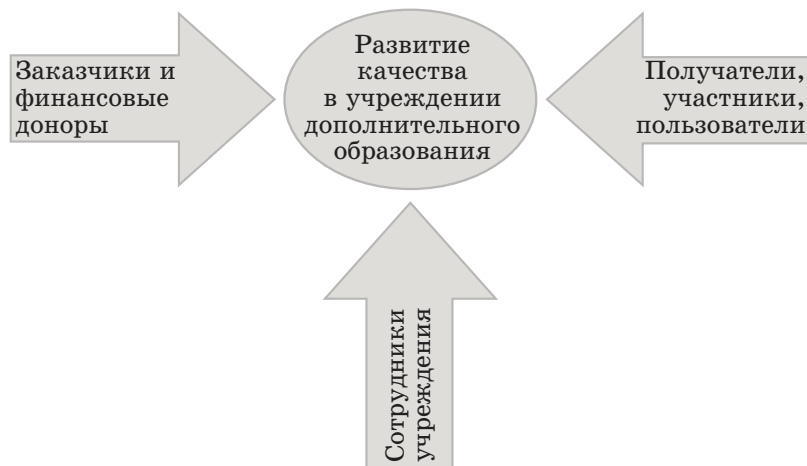 Заказчики и
финансовые
доноры
Развитие
качества
в учреждении
дополнительного
образования
Получатели,
участники,
пользователи
Сотрудники
учреждения